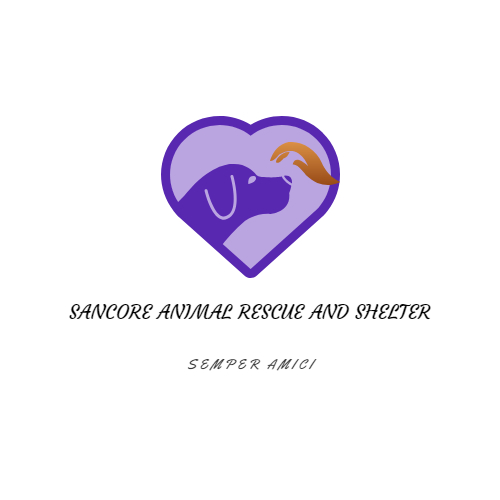 SANCORE ANIMAL RESCUE AND SHELTER
SEMPER AMICI